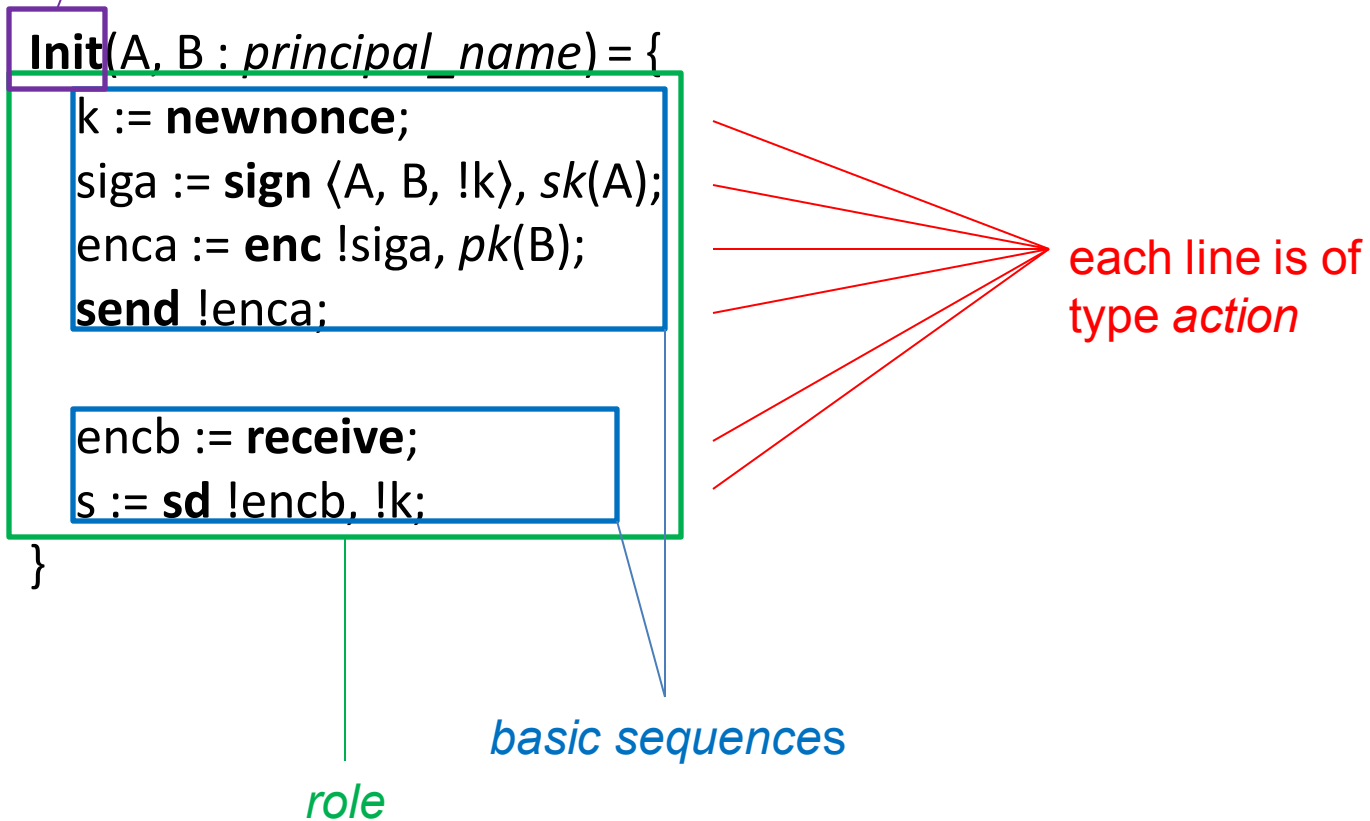 Init(A, B : principal_name) = {
k := newnonce;
siga := sign ⟨A, B, !k⟩, sk(A);
enca := enc !siga, pk(B);
send !enca;
encb := receive;
s := sd !encb, !k;
}
each line is of
type action
basic sequences
role